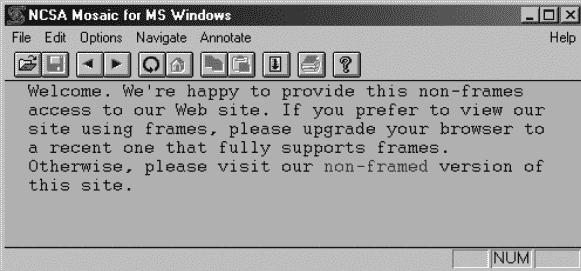 NCSA Mosaic for MS Windows
File Edit Options Navigate Annotate Help
Welcome. We're happy to provide this non-frames
access to our Web site. If you prefer to view our
site using frames, please upgrade your browser to
a recent one that fully supports frames.
Otherwise, please visit our non-framed version of
this site.
NUM